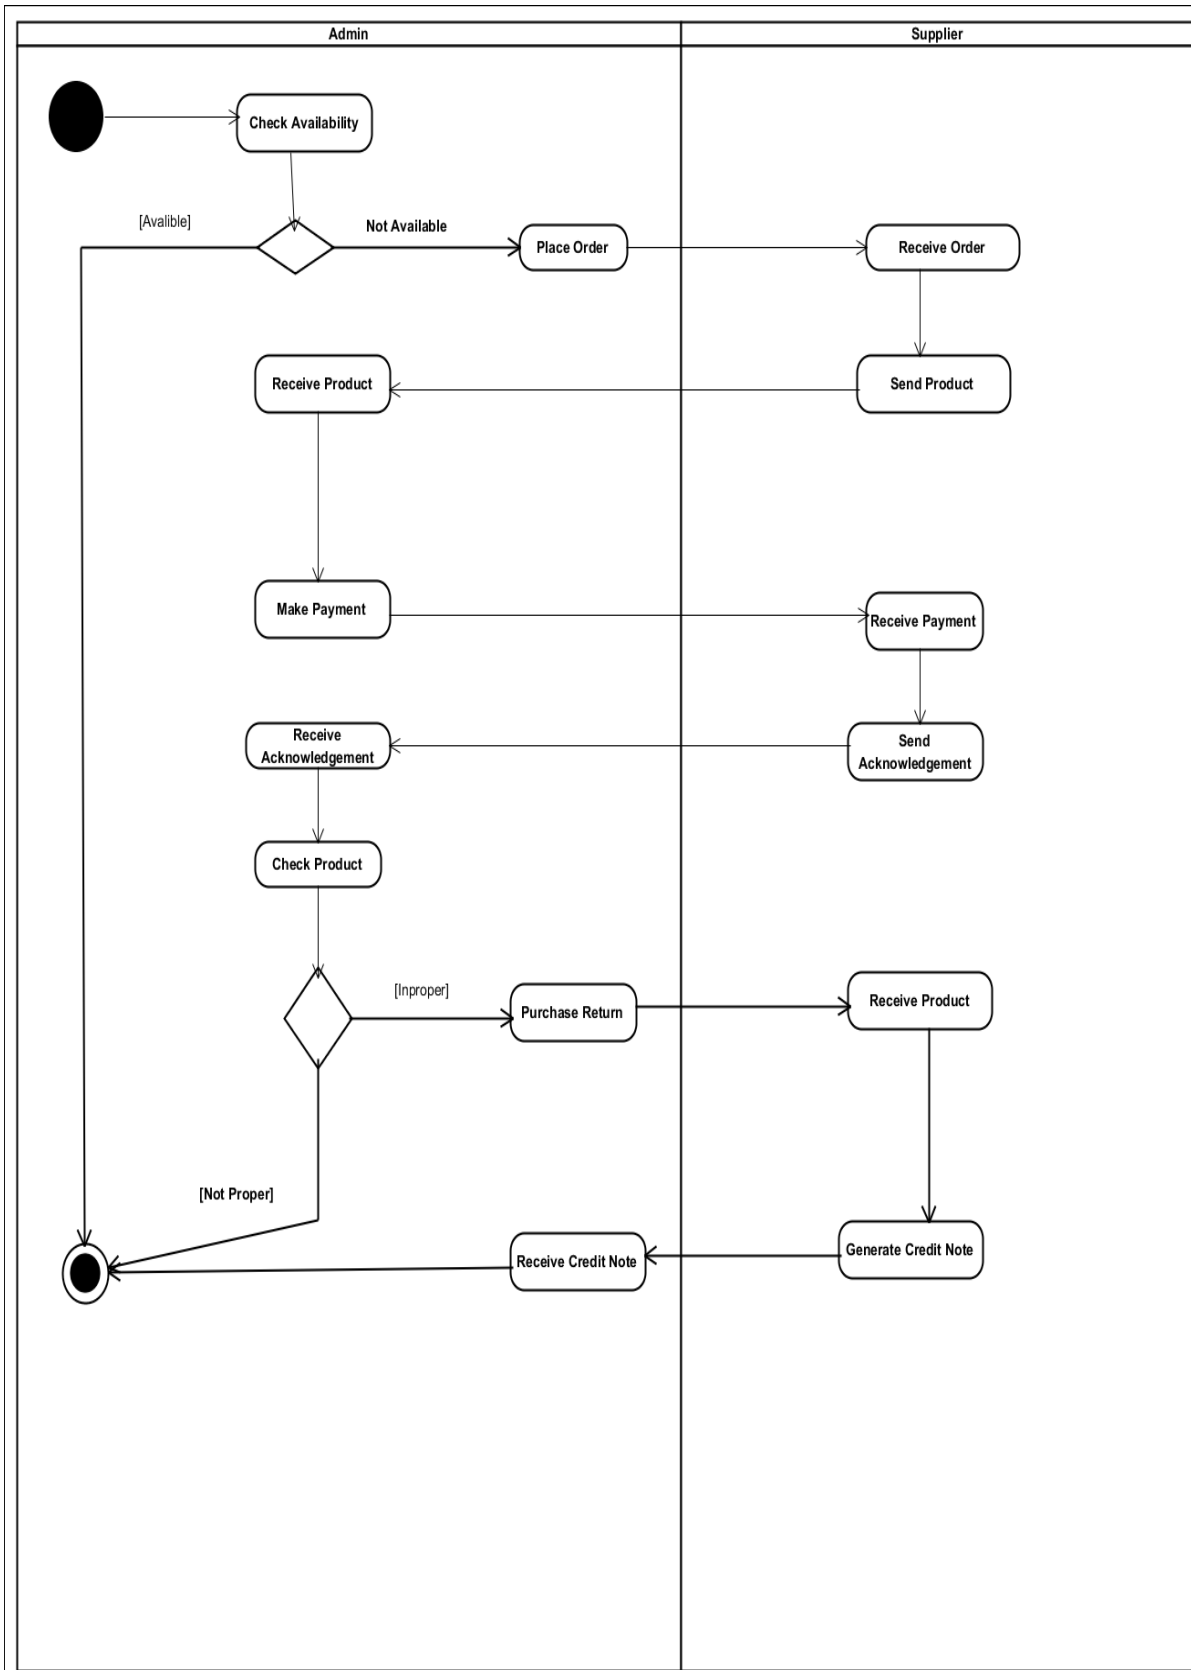 Admin
Supplier
Check Availability
[Avalible]
Not Available
Place Order
Receive Order
Receive Product
Send Product
Make Payment
Receive Payment
Receive
Acknowledgement
Send
Acknowledgement
Check Product
[Inproper]
Purchase Return
Receive Product
[Not Proper]
Receive Credit Note
Generate Credit Note